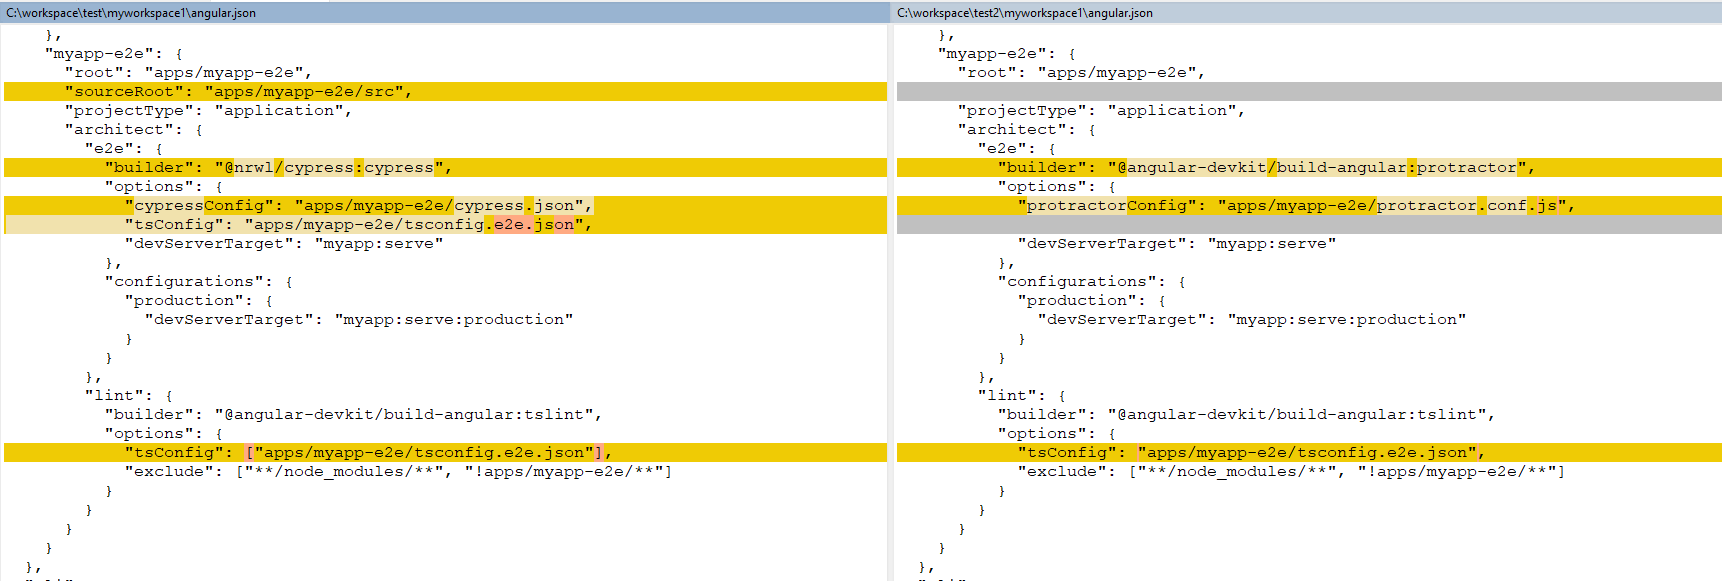 C:\workspace\test\myworkspace1\angular.json
    },
    "myapp-e2e": {
      "root": "apps/myapp-e2e",
      "sourceRoot": "apps/myapp-e2e/src",
      "projectType": "application",
      "architect": {
        "e2e": {
          "builder": "@nrwl/cypress:cypress",
          "options": {
            "cypressConfig": "apps/myapp-e2e/cypress.json",
            "tsConfig": "apps/myapp-e2e/tsconfig.e2e.json",
            "devServerTarget": "myapp:serve"
          },
          "configurations": {
            "production": {
              "devServerTarget": "myapp:serve:production"
            }
          }
        },
        "lint": {
          "builder": "@angular-devkit/build-angular:tslint",
          "options": {
            "tsConfig": ["apps/myapp-e2e/tsconfig.e2e.json"],
            "exclude": ["**/node_modules/**", "!apps/myapp-e2e/**"]
          }
        }
      }
    }
  },
C:\workspace\test2\myworkspace1\angular.json
    },
    "myapp-e2e": {
      "root": "apps/myapp-e2e",
      "projectType": "application",
      "architect": {
        "e2e": {
          "builder": "@angular-devkit/build-angular:protractor",
          "options": {
            "protractorConfig": "apps/myapp-e2e/protractor.conf.js",
            "devServerTarget": "myapp:serve"
          },
          "configurations": {
            "production": {
              "devServerTarget": "myapp:serve:production"
            }
          }
        },
        "lint": {
          "builder": "@angular-devkit/build-angular:tslint",
          "options": {
            "tsConfig": "apps/myapp-e2e/tsconfig.e2e.json",
            "exclude": ["**/node_modules/**", "!apps/myapp-e2e/**"]
          }
        }
      }
    }
  },